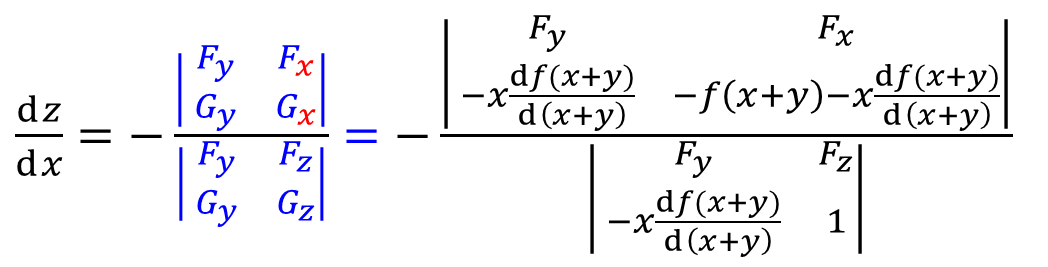 dz/dx = − |F_y F_x; G_y G_x| / |F_y F_z; G_y G_z| = − |F_y F_x; −x df(x+y)/d(x+y) −f(x+y)−x df(x+y)/d(x+y)| / |F_y F_z; −x df(x+y)/d(x+y) 1|